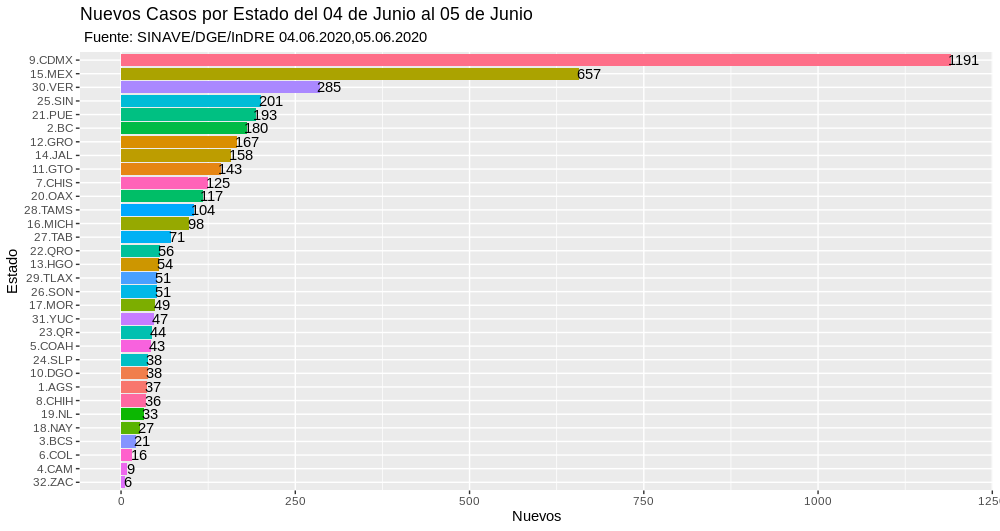 Nuevos Casos por Estado del 04 de Junio al 05 de Junio
Fuente: SINAVE/DGE/InDRE 04.06.2020,05.06.2020
9.CDMX 1191
15.MEX 657
30.VER 285
25.SIN 201
21.PUE 193
2.BC 180
12.GRO 167
14.JAL 158
11.GTO 143
7.CHIS 125
20.OAX 117
28.TAMS 104
16.MICH 98
27.TAB 71
22.QRO 56
13.HGO 54
29.TLAX 51
26.SON 51
17.MOR 49
31.YUC 47
23.QR 44
5.COAH 43
24.SLP 38
10.DGO 38
1.AGS 37
8.CHIH 36
19.NL 33
18.NAY 27
3.BCS 21
6.COL 16
4.CAM 9
32.ZAC 6
Estado
0 250 500 750 1000 125
Nuevos